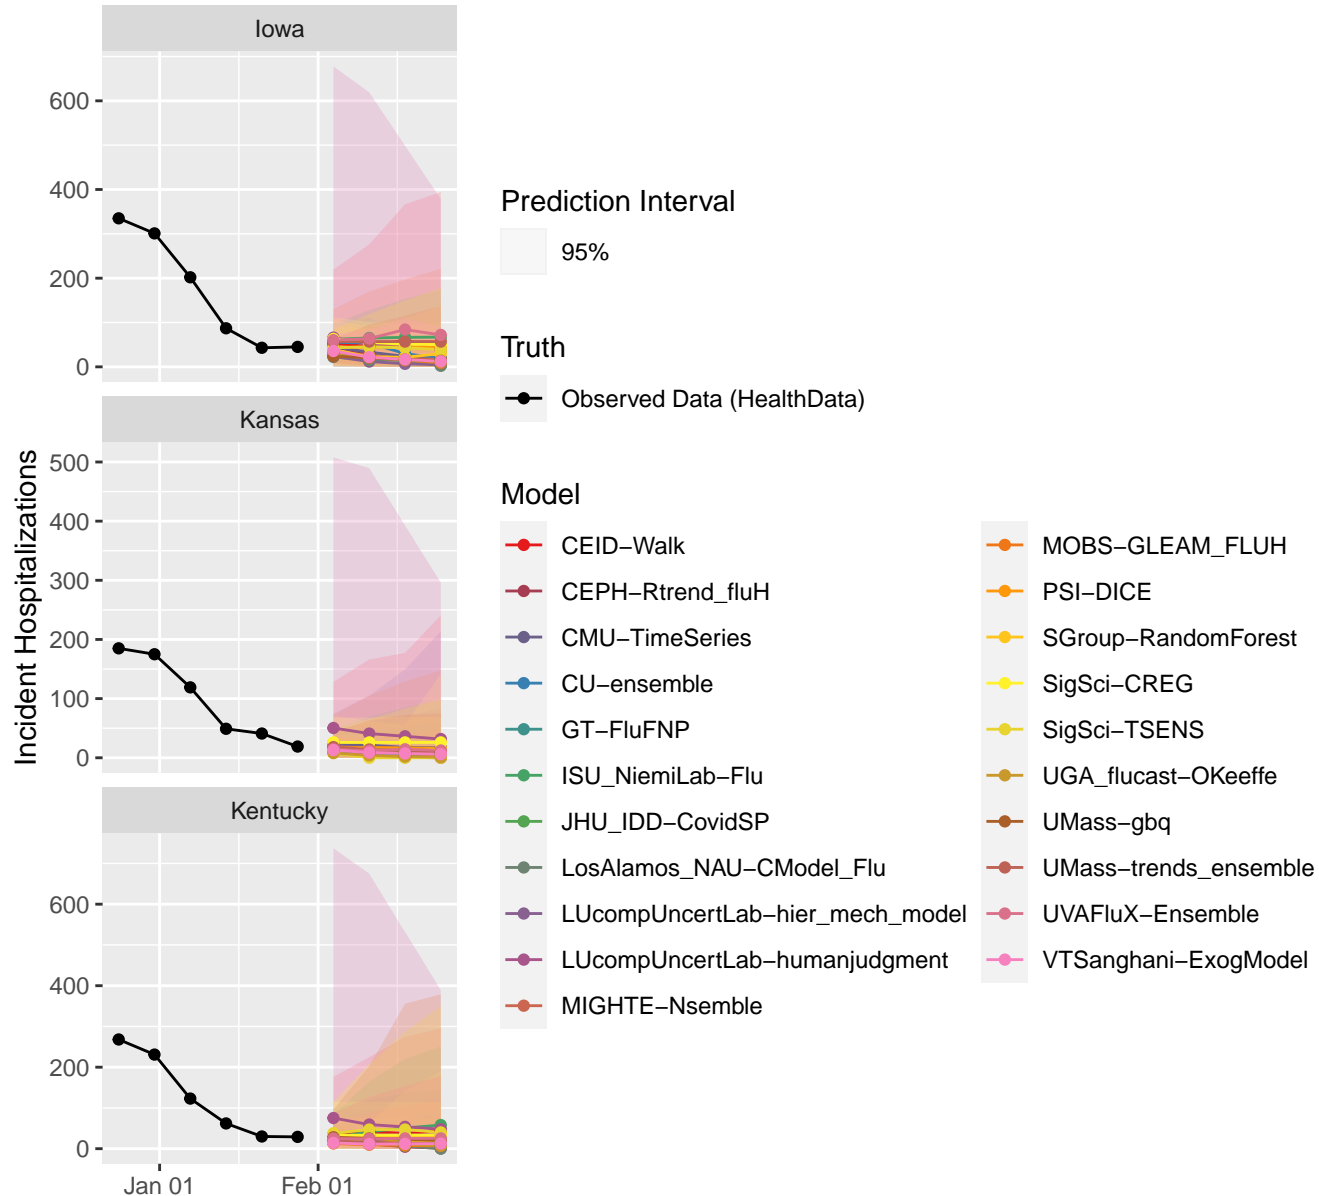 Iowa
600
400
200
0
Kansas
500
400
300
200
100
0
Kentucky
600
400
200
0
Jan 01
Feb 01
Incident Hospitalizations
Prediction Interval
95%
Truth
Observed Data (HealthData)
Model
CEID−Walk
CEPH−Rtrend_fluH
CMU−TimeSeries
CU−ensemble
GT−FluFNP
ISU_NiemiLab−Flu
JHU_IDD−CovidSP
LosAlamos_NAU−CModel_Flu
LUcompUncertLab−hier_mech_model
LUcompUncertLab−humanjudgment
MIGHTE−Nsemble
MOBS−GLEAM_FLUH
PSI−DICE
SGroup−RandomForest
SigSci−CREG
SigSci−TSENS
UGA_flucast−OKeeffe
UMass−gbq
UMass−trends_ensemble
UVAFluX−Ensemble
VTSanghani−ExogModel